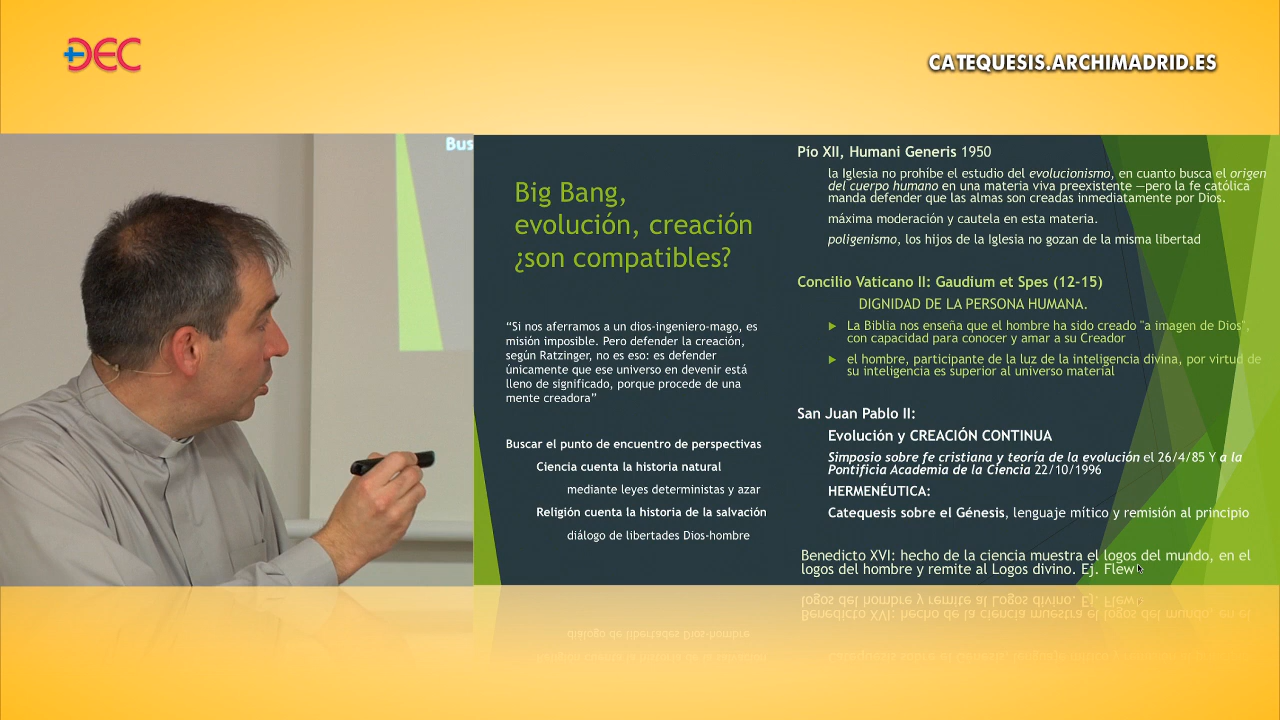 DEC
CATEQUESIS.ARCHIMADRID.ES
Bus
Big Bang,
evolución, creación
¿son compatibles?
“Si nos aferramos a un dios-ingeniero-mago, es
misión imposible. Pero defender la creación,
según Ratzinger, no es eso: es defender
únicamente que ese universo en devenir está
lleno de significado, porque procede de una
mente creadora”
Buscar el punto de encuentro de perspectivas
Ciencia cuenta la historia natural
mediante leyes deterministas y azar
Religión cuenta la historia de la salvación
diálogo de libertades Dios-hombre
Pío XII, Humani Generis 1950
la Iglesia no prohíbe el estudio del evolucionismo, en cuanto busca el origen
del cuerpo humano en una materia viva preexistente —pero la fe católica
manda defender que las almas son creadas inmediatamente por Dios.
máxima moderación y cautela en esta materia.
poligenismo, los hijos de la Iglesia no gozan de la misma libertad
Concilio Vaticano II: Gaudium et Spes (12-15)
DIGNIDAD DE LA PERSONA HUMANA.
La Biblia nos enseña que el hombre ha sido creado "a imagen de Dios",
con capacidad para conocer y amar a su Creador
el hombre, participante de la luz de la inteligencia divina, por virtud de
su inteligencia es superior al universo material
San Juan Pablo II:
Evolución y CREACIÓN CONTINUA
Simposio sobre fe cristiana y teoría de la evolución el 26/4/85 Y a la
Pontificia Academia de la Ciencia 22/10/1996
HERMENÉUTICA:
Catequesis sobre el Génesis, lenguaje mítico y remisión al principio
Benedicto XVI: hecho de la ciencia muestra el logos del mundo, en el
logos del hombre y remite al Logos divino. Ej. Flew